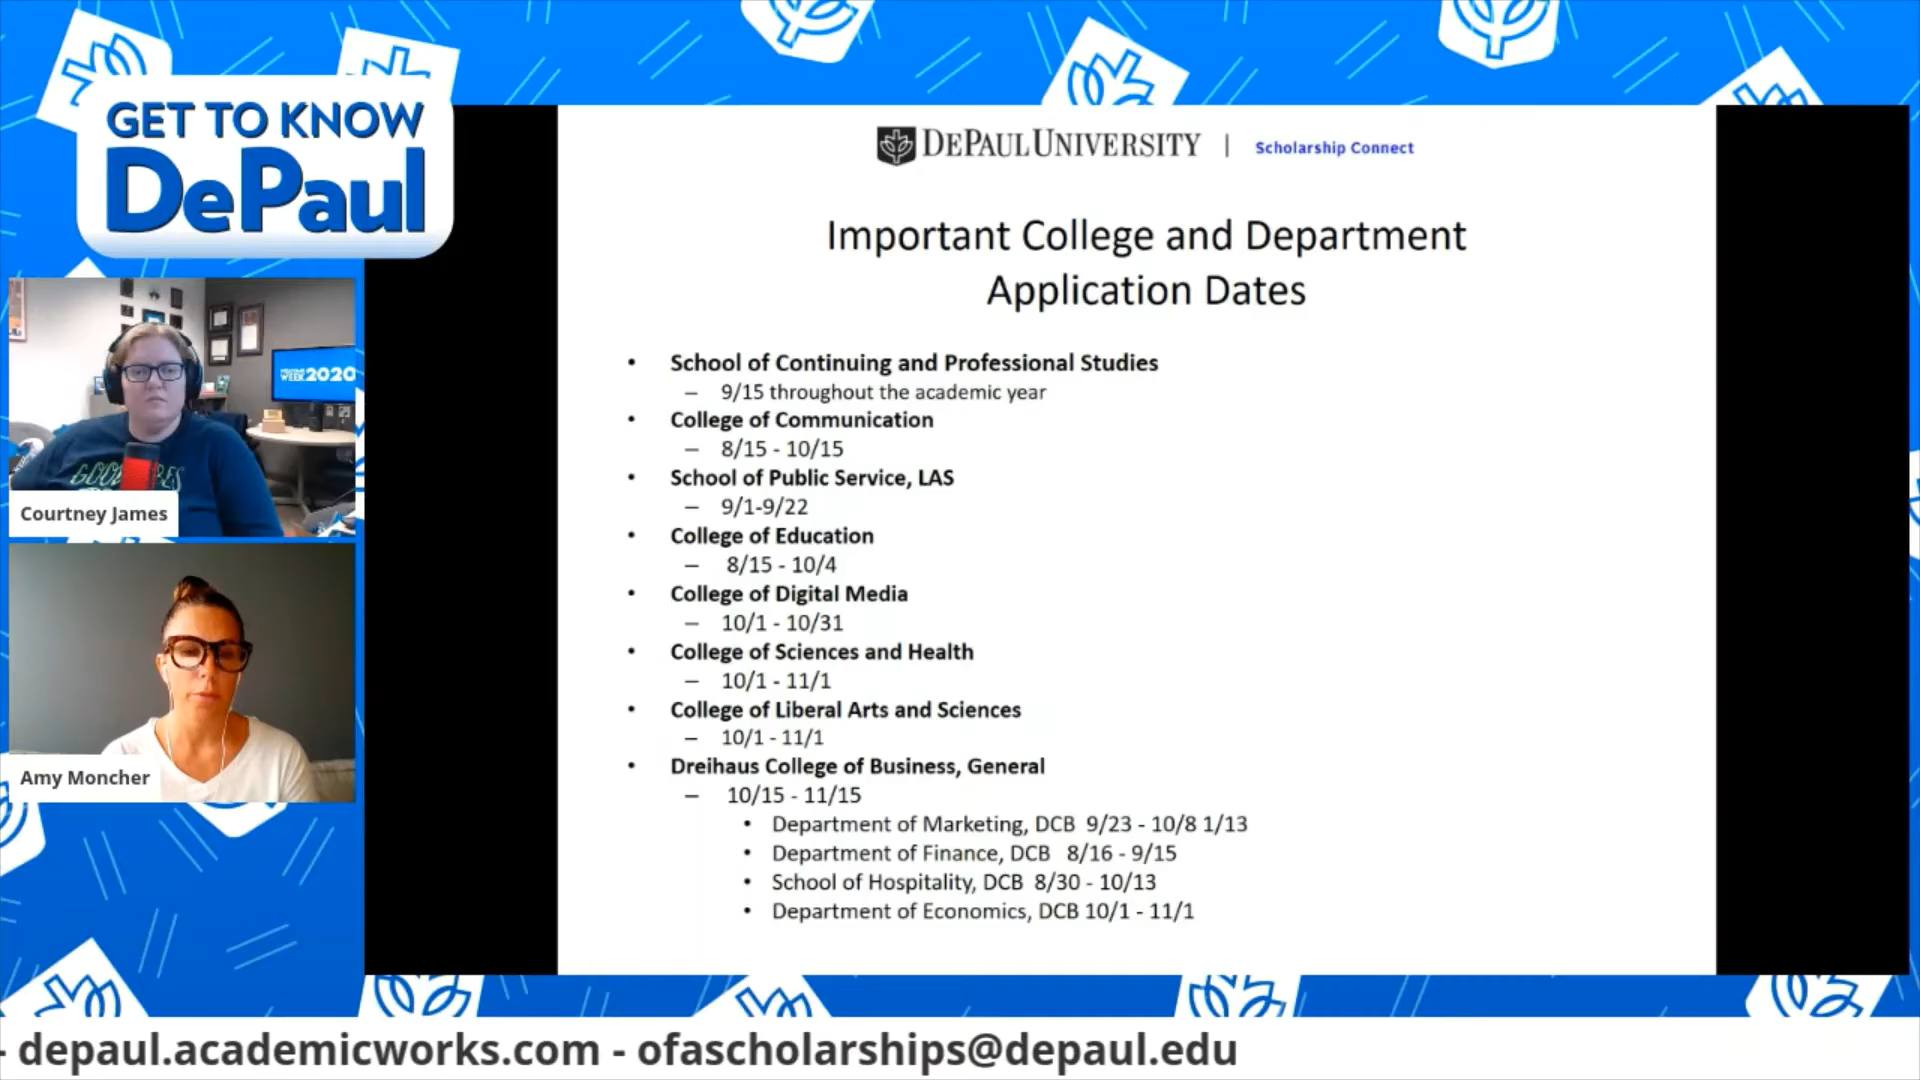 GET TO KNOW
DePaul
DEPAUL UNIVERSITY | Scholarship Connect
Important College and Department
Application Dates
• School of Continuing and Professional Studies
– 9/15 throughout the academic year
• College of Communication
– 8/15 - 10/15
• School of Public Service, LAS
– 9/1-9/22
• College of Education
– 8/15 - 10/4
• College of Digital Media
– 10/1 - 10/31
• College of Sciences and Health
– 10/1 - 11/1
• College of Liberal Arts and Sciences
– 10/1 - 11/1
• Dreihaus College of Business, General
– 10/15 - 11/15
• Department of Marketing, DCB 9/23 - 10/8 1/13
• Department of Finance, DCB 8/16 - 9/15
• School of Hospitality, DCB 8/30 - 10/13
• Department of Economics, DCB 10/1 - 11/1
WEEK 2020
Courtney James
Amy Moncher
- depaul.academicworks.com - ofascholarships@depaul.edu